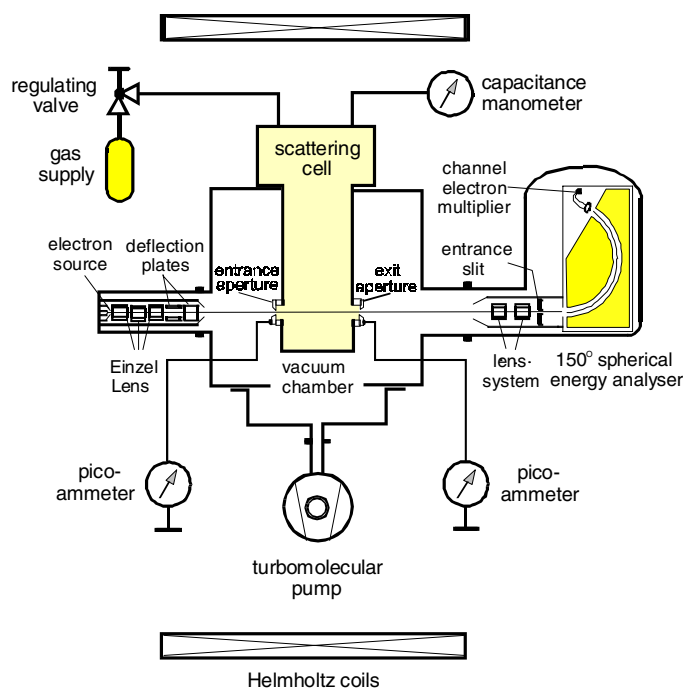 regulating
valve
capacitance
manometer
gas
supply
scattering
cell
channel
electron
multiplier
electron
source
deflection
plates
entrance
aperture
exit
aperture
entrance
slit
Einzel
Lens
vacuum
chamber
lens-
system
150° spherical
energy analyser
pico-
ammeter
pico-
ammeter
turbomolecular
pump
Helmholtz coils